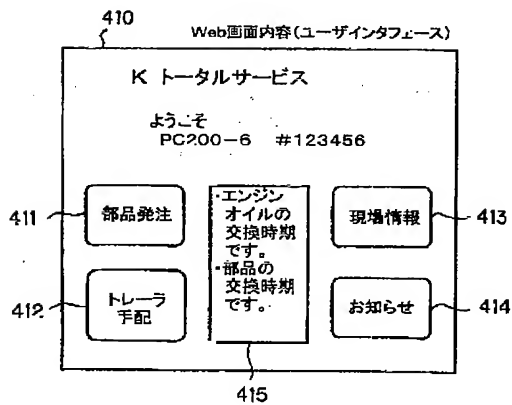 410
Web画面内容(ユーザインタフェース)
K トータルサービス
ようこそ
PC200-6 #123456
411
部品発注
412
トレーラ
手配
・エンジン
オイルの
交換時期
です。
・部品の
交換時期
です。
415
現場情報
413
お知らせ
414